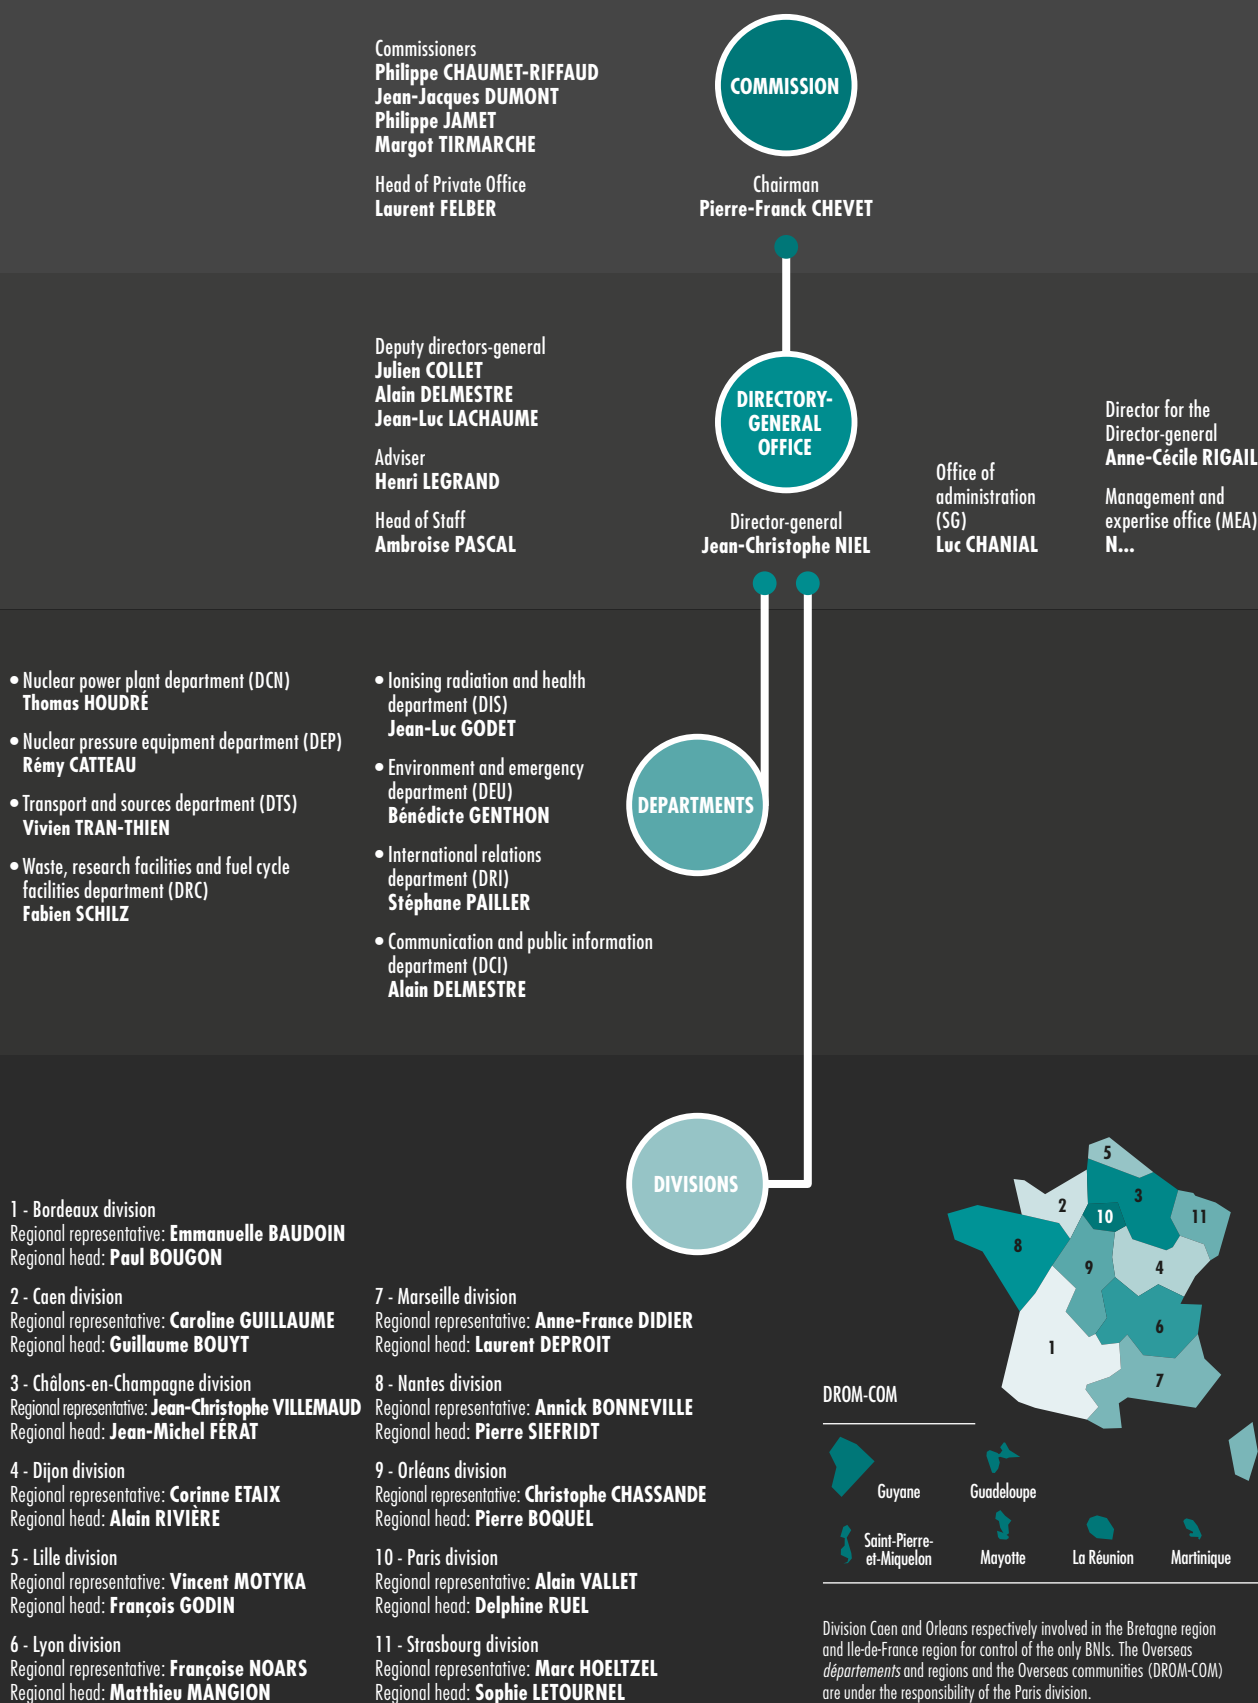 Commissioners
Philippe CHAUMET-RIFFAUD
Jean-Jacques DUMONT
Philippe JAMET
Margot TIRMARCHE
Head of Private Office
Laurent FELBER
COMMISSION
Chairman
Pierre-Franck CHEVET
Deputy directors-general
Julien COLLET
Alain DELMESTRE
Jean-Luc LACHAUME
Adviser
Henri LEGRAND
Head of Staff
Ambroise PASCAL
DIRECTORY-
GENERAL
OFFICE
Director-general
Jean-Christophe NIEL
Office of
administration
(SG)
Luc CHANIAL
Director for the
Director-general
Anne-Cécile RIGAIL
Management and
expertise office (MEA)
N...
• Nuclear power plant department (DCN)
Thomas HOUDRÉ
• Nuclear pressure equipment department (DEP)
Rémy CATTEAU
• Transport and sources department (DTS)
Vivien TRAN-THIEN
• Waste, research facilities and fuel cycle
facilities department (DRC)
Fabien SCHILZ
• Ionising radiation and health
department (DIS)
Jean-Luc GODET
• Environment and emergency
department (DEU)
Bénédicte GENTHON
• International relations
department (DRI)
Stéphane PAILLER
• Communication and public information
department (DCI)
Alain DELMESTRE
DEPARTMENTS
DIVISIONS
1 - Bordeaux division
Regional representative: Emmanuelle BAUDOIN
Regional head: Paul BOUGON
2 - Caen division
Regional representative: Caroline GUILLAUME
Regional head: Guillaume BOUYT
3 - Châlons-en-Champagne division
Regional representative: Jean-Christophe VILLEMAUD
Regional head: Jean-Michel FÉRAT
4 - Dijon division
Regional representative: Corinne ETAIX
Regional head: Alain RIVIÈRE
5 - Lille division
Regional representative: Vincent MOTYKA
Regional head: François GODIN
6 - Lyon division
Regional representative: Françoise NOARS
Regional head: Matthieu MANGION
7 - Marseille division
Regional representative: Anne-France DIDIER
Regional head: Laurent DEPROIT
8 - Nantes division
Regional representative: Annick BONNEVILLE
Regional head: Pierre SIEFRIDT
9 - Orléans division
Regional representative: Christophe CHASSANDE
Regional head: Pierre BOQUEL
10 - Paris division
Regional representative: Alain VALLET
Regional head: Delphine RUEL
11 - Strasbourg division
Regional representative: Marc HOELTZEL
Regional head: Sophie LETOURNEL
5
3
2
10
11
8
9
4
6
1
7
DROM-COM
Guyane
Guadeloupe
Saint-Pierre-
et-Miquelon
Mayotte
La Réunion
Martinique
Division Caen and Orleans respectively involved in the Bretagne region
and Ile-de-France region for control of the only BNIs. The Overseas
départements and regions and the Overseas communities (DROM-COM)
are under the responsibility of the Paris division.